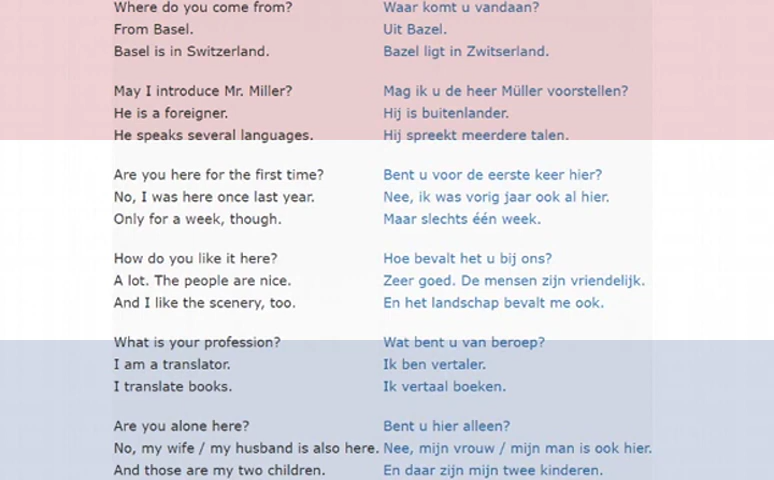 Where do you come from? Waar komt u vandaan?
From Basel. Uit Bazel.
Basel is in Switzerland. Bazel ligt in Zwitserland.
May I introduce Mr. Miller? Mag ik u de heer Müller voorstellen?
He is a foreigner. Hij is buitenlander.
He speaks several languages. Hij spreekt meerdere talen.
Are you here for the first time? Bent u voor de eerste keer hier?
No, I was here once last year. Nee, ik was vorig jaar ook al hier.
Only for a week, though. Maar slechts één week.
How do you like it here? Hoe bevalt het u bij ons?
A lot. The people are nice. Zeer goed. De mensen zijn vriendelijk.
And I like the scenery, too. En het landschap bevalt me ook.
What is your profession? Wat bent u van beroep?
I am a translator. Ik ben vertaler.
I translate books. Ik vertaal boeken.
Are you alone here? Bent u hier alleen?
No, my wife / my husband is also here. Nee, mijn vrouw / mijn man is ook hier.
And those are my two children. En daar zijn mijn twee kinderen.